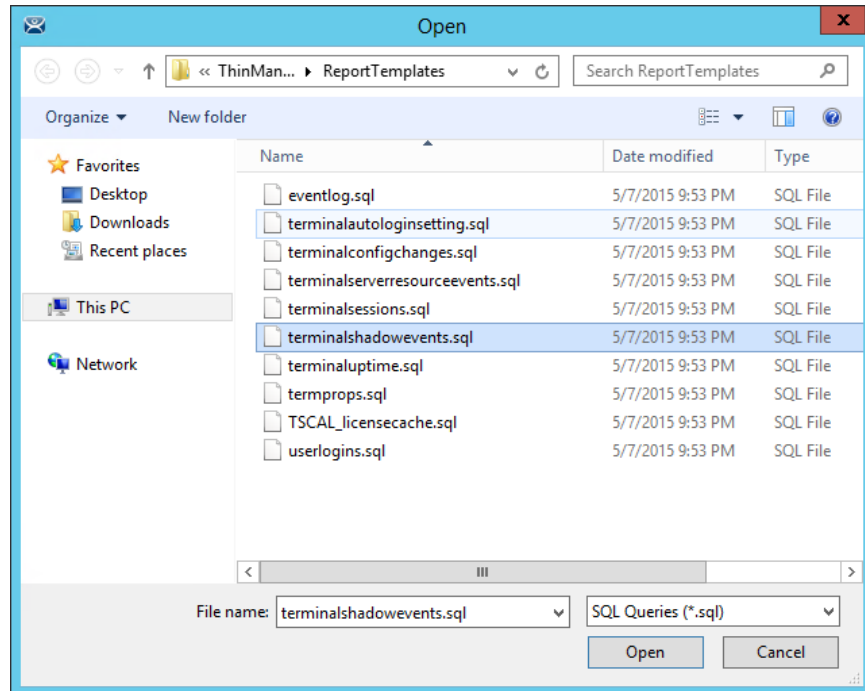 Open
x
« ThinMan... ▸ ReportTemplates
Search ReportTemplates
Organize
New folder
Name
Date modified
Type
Favorites
Desktop
Downloads
Recent places
This PC
Network
eventlog.sql 5/7/2015 9:53 PM SQL File
terminalautologinsetting.sql 5/7/2015 9:53 PM SQL File
terminalconfigchanges.sql 5/7/2015 9:53 PM SQL File
terminalserverresourceevents.sql 5/7/2015 9:53 PM SQL File
terminalsessions.sql 5/7/2015 9:53 PM SQL File
terminalshadowevents.sql 5/7/2015 9:53 PM SQL File
terminaluptime.sql 5/7/2015 9:53 PM SQL File
termprops.sql 5/7/2015 9:53 PM SQL File
TSCAL_licensecache.sql 5/7/2015 9:53 PM SQL File
userlogins.sql 5/7/2015 9:53 PM SQL File
File name: terminalshadowevents.sql
SQL Queries (*.sql)
Open
Cancel